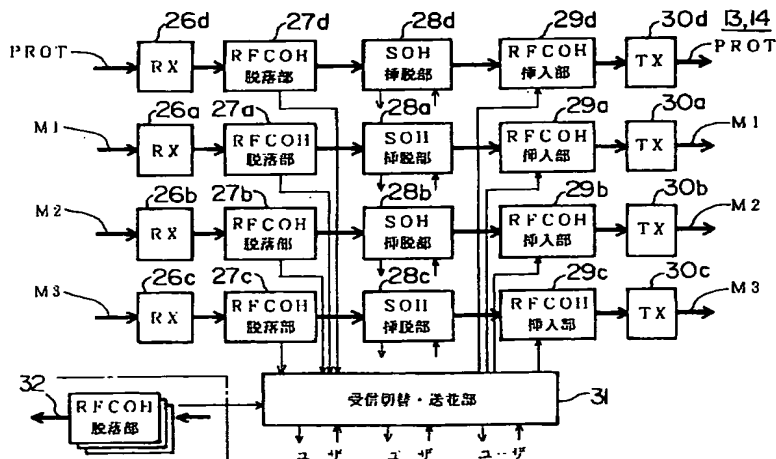 26d 27d 28d 29d 30d 13,14
PROT RX RFCOH 脱落部 SOH 挿脱部 RFCOH 挿入部 TX PROT
26a 27a 28a 29a 30a
M1 RX RFCOH 脱落部 SOH 挿脱部 RFCOH 挿入部 TX M1
26b 27b 28b 29b 30b
M2 RX RFCOH 脱落部 SOH 挿脱部 RFCOH 挿入部 TX M2
26c 27c 28c 29c 30c
M3 RX RFCOH 脱落部 SOH 挿脱部 RFCOH 挿入部 TX M3
32 RFCOH 脱落部
受信切替・送花部 31
ユーザ ユーザ ユーザ